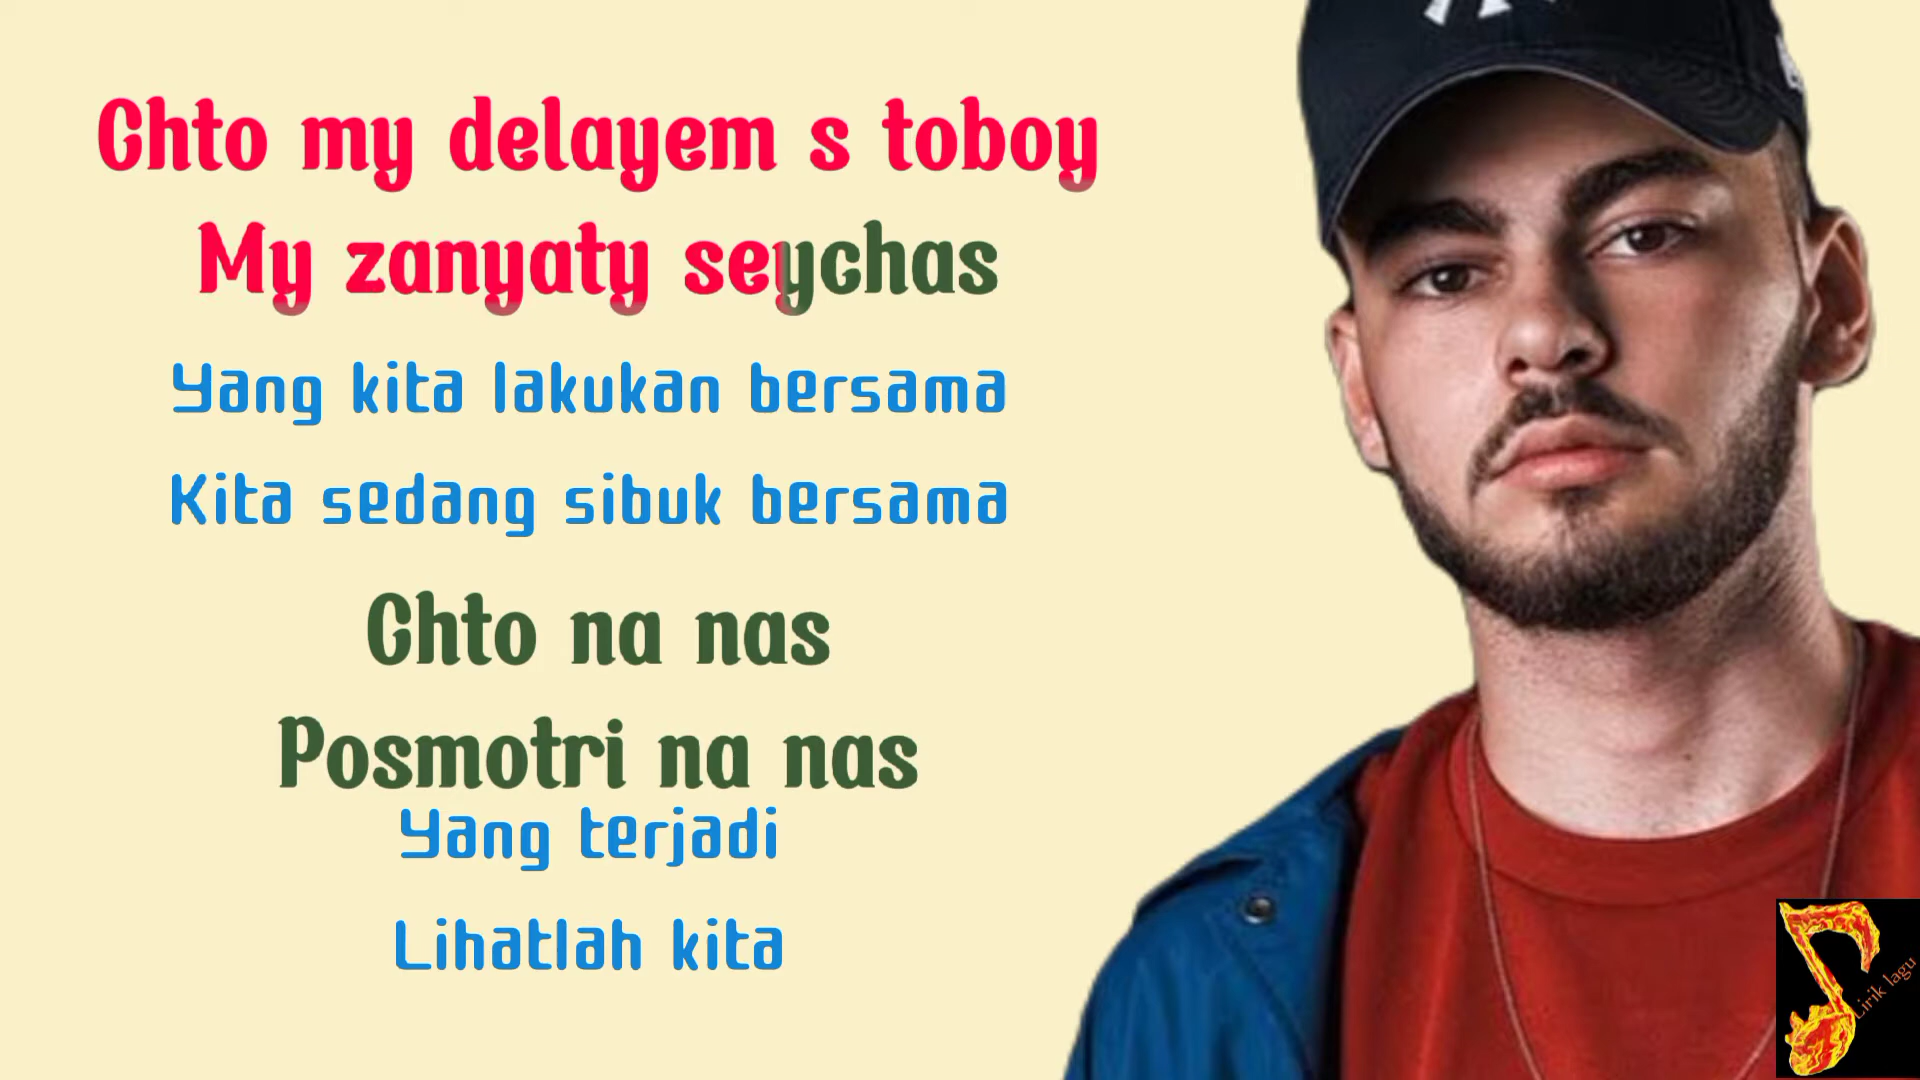 Chto my delayem s toboy
My zanyaty seychas
Yang kita lakukan bersama
Kita sedang sibuk bersama
Chto na nas
Posmotri na nas
Yang terjadi
Lihatlah kita
Lirik lagu